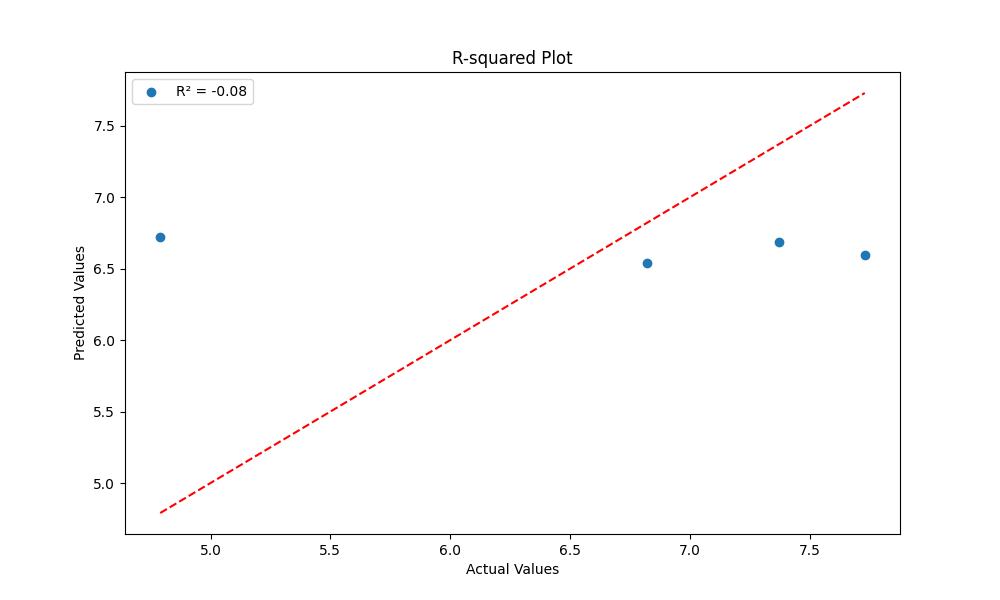 R-squared Plot
R² = -0.08
Predicted Values
7.5
7.0
6.5
6.0
5.5
5.0
5.0 5.5 6.0 6.5 7.0 7.5
Actual Values